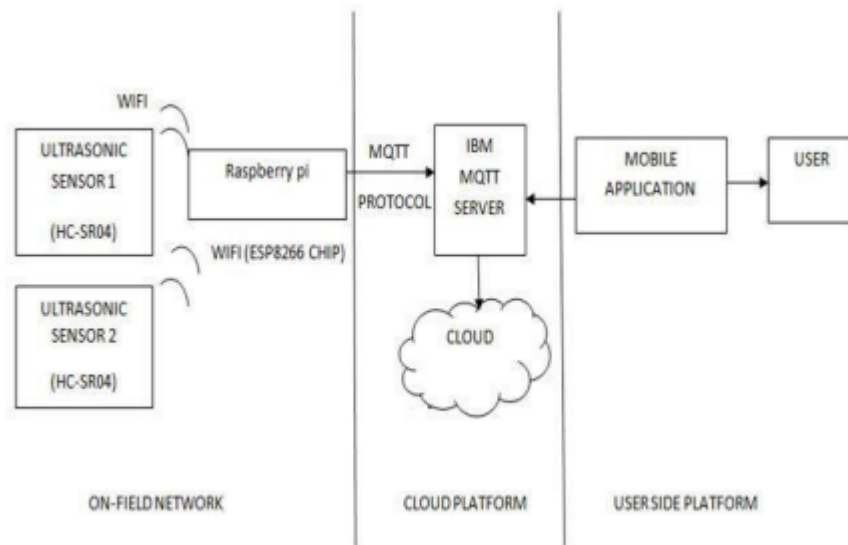 WIFI
ULTRASONIC
SENSOR 1
(HC-SR04)
Raspberry pi
WIFI (ESP8266 CHIP)
ULTRASONIC
SENSOR 2
(HC-SR04)
ON-FIELD NETWORK
MQTT
PROTOCOL
IBM
MQTT
SERVER
CLOUD
CLOUD PLATFORM
MOBILE
APPLICATION
USER
USER SIDE PLATFORM